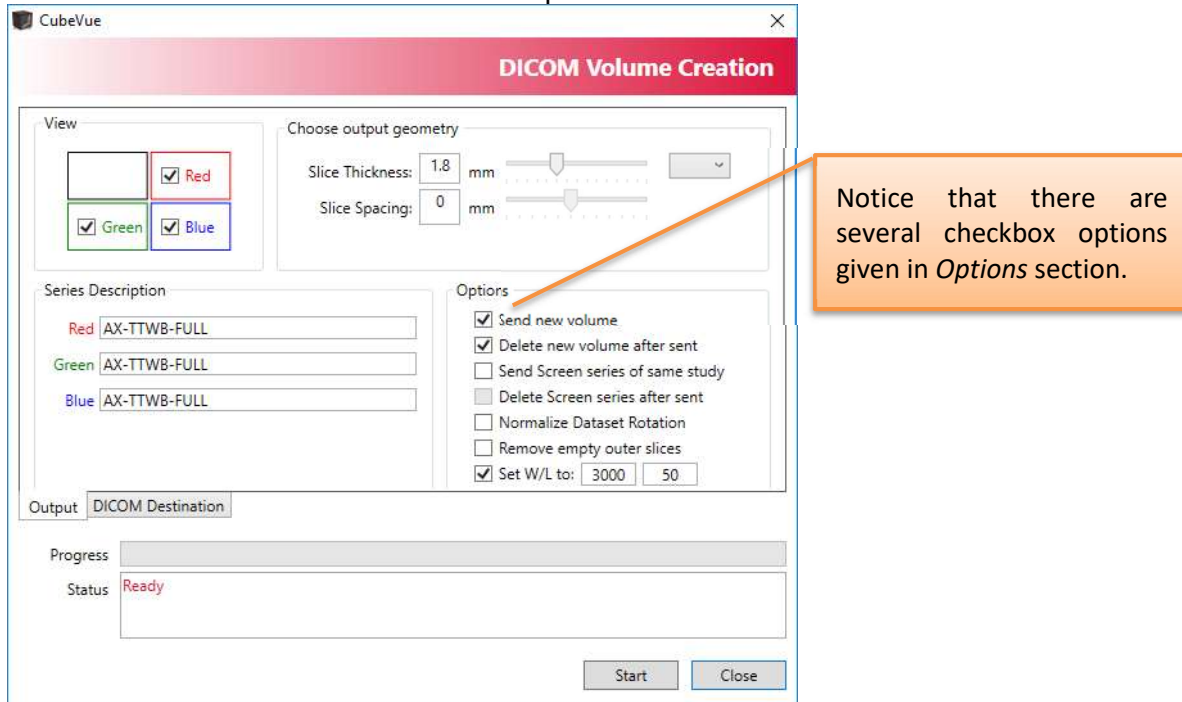 CubeVue
DICOM Volume Creation
View
Red
Green
Blue
Choose output geometry
Slice Thickness: 1.8 mm
Slice Spacing: 0 mm
Notice that there are
several checkbox options
given in Options section.
Series Description
Red AX-TTWB-FULL
Green AX-TTWB-FULL
Blue AX-TTWB-FULL
Options
Send new volume
Delete new volume after sent
Send Screen series of same study
Delete Screen series after sent
Normalize Dataset Rotation
Remove empty outer slices
Set W/L to: 3000 50
Output DICOM Destination
Progress
Status Ready
Start Close